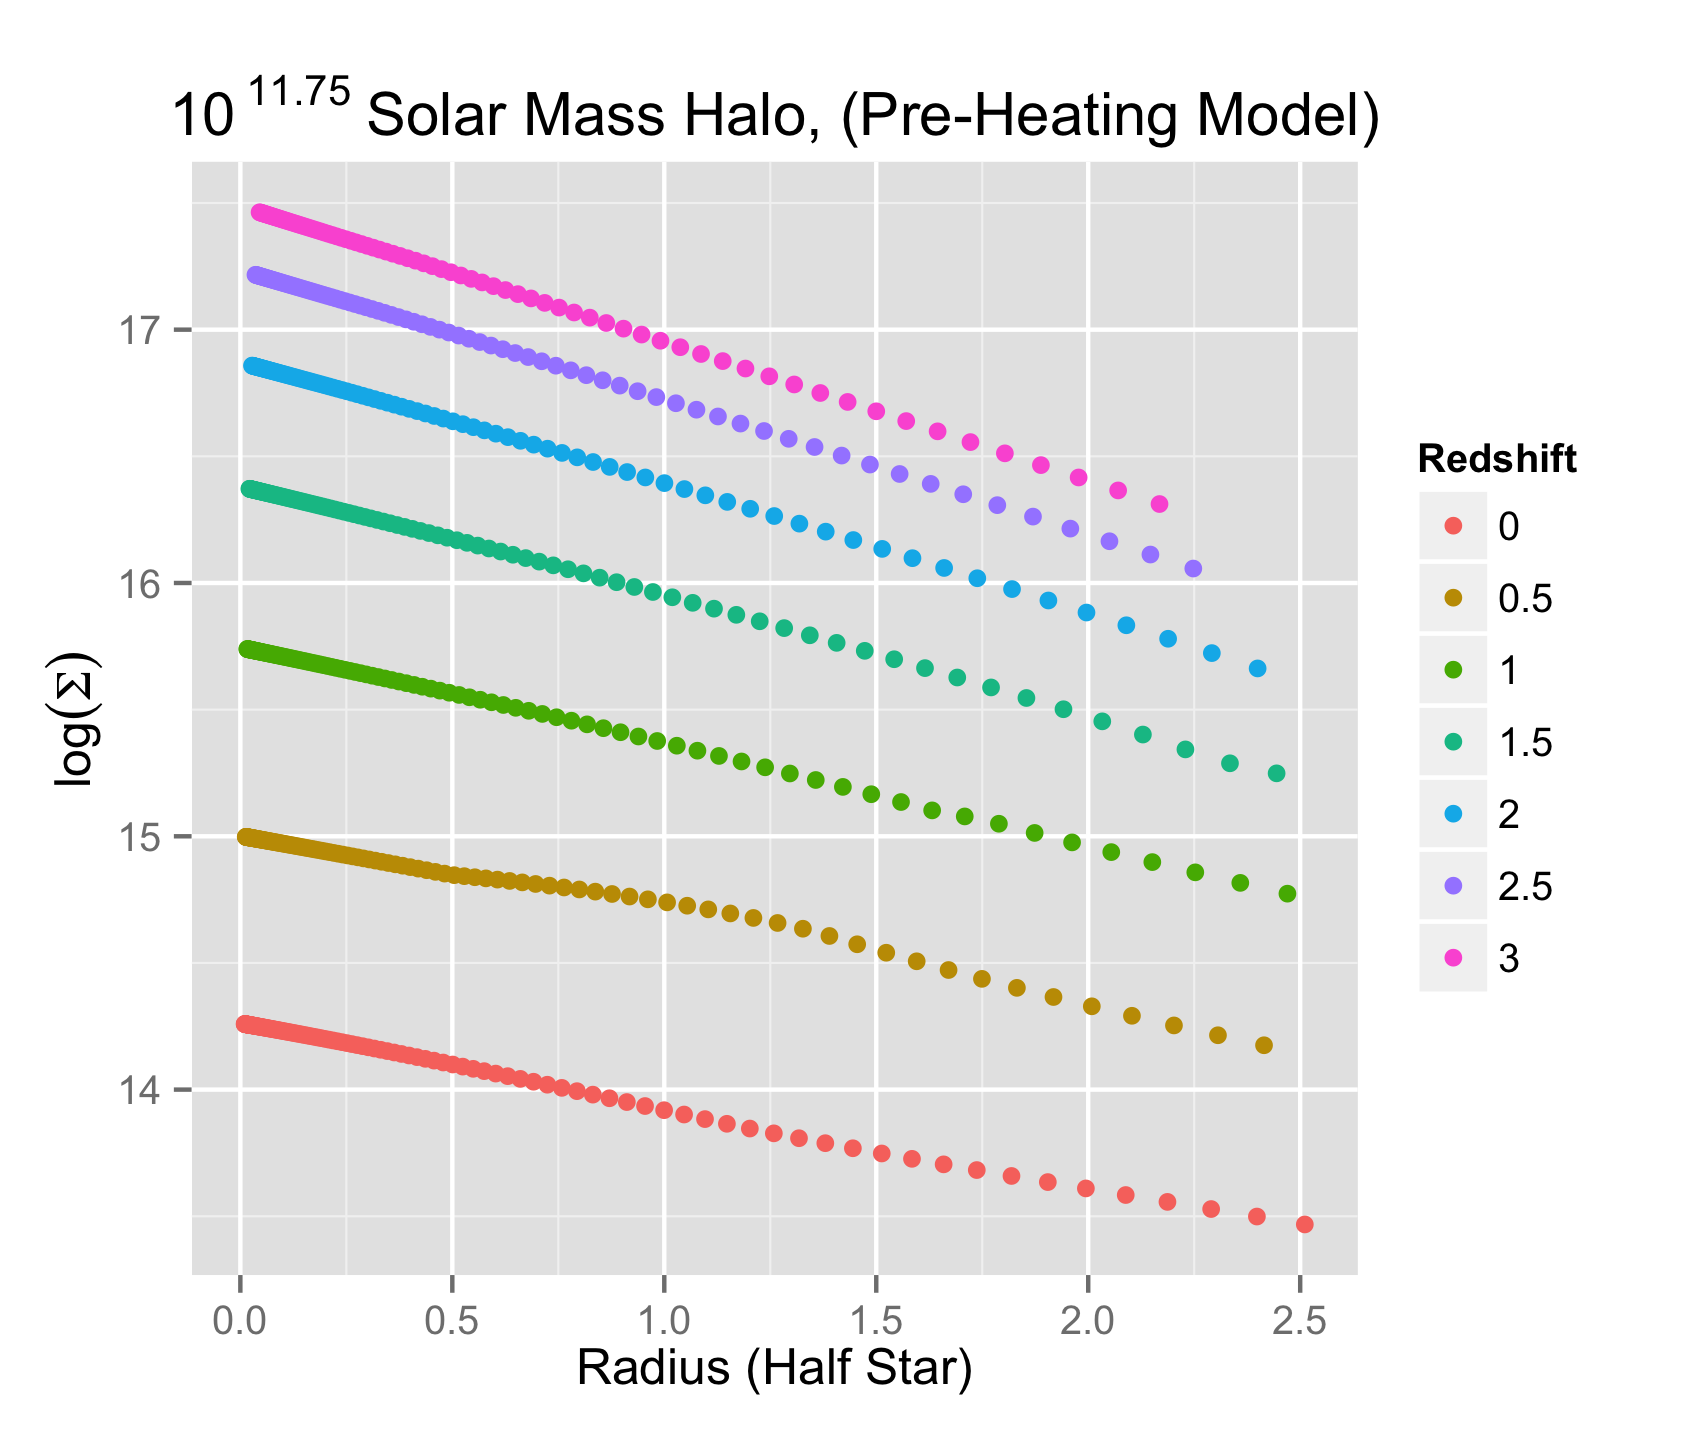 10^11.75 Solar Mass Halo, (Pre-Heating Model)
log(Σ)
17
16
15
14
0.0 0.5 1.0 1.5 2.0 2.5
Radius (Half Star)
Redshift
0
0.5
1
1.5
2
2.5
3